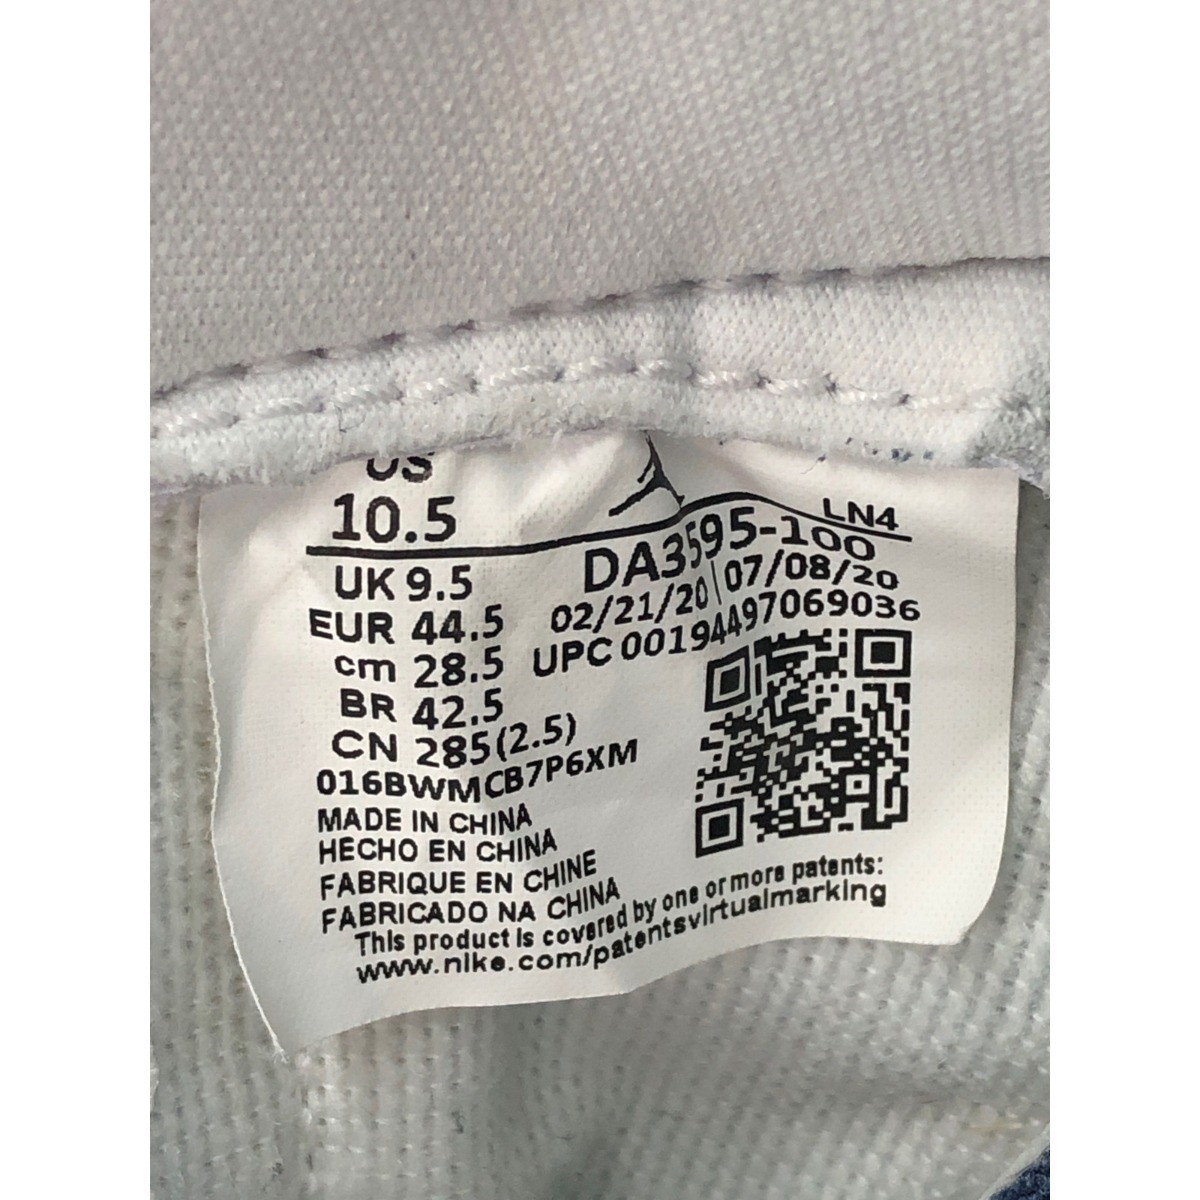 US
10.5
LN4
UK 9.5
DA3595-100
EUR 44.5
02/21/20 07/08/20
cm 28.5
UPC 00194497069036
BR 42.5
CN 285(2.5)
016BWMCB7P6XM
MADE IN CHINA
HECHO EN CHINA
FABRIQUE EN CHINE
FABRICADO NA CHINA
This product is covered by one or more patents:
www.nike.com/patentsvirtualmarking